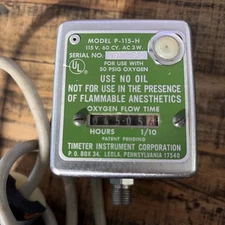 MODEL P-115-H
115 V. 60 CY. AC 3 W.
SERIAL NO.
UL
FOR USE WITH
50 PSIG OXYGEN
USE NO OIL
NOT FOR USE IN THE PRESENCE
OF FLAMMABLE ANESTHETICS
OXYGEN FLOW TIME
HOURS 1/10
PATENT PENDING
TIMETER INSTRUMENT CORPORATION
P. O. BOX 34, LEOLA, PENNSYLVANIA 17540